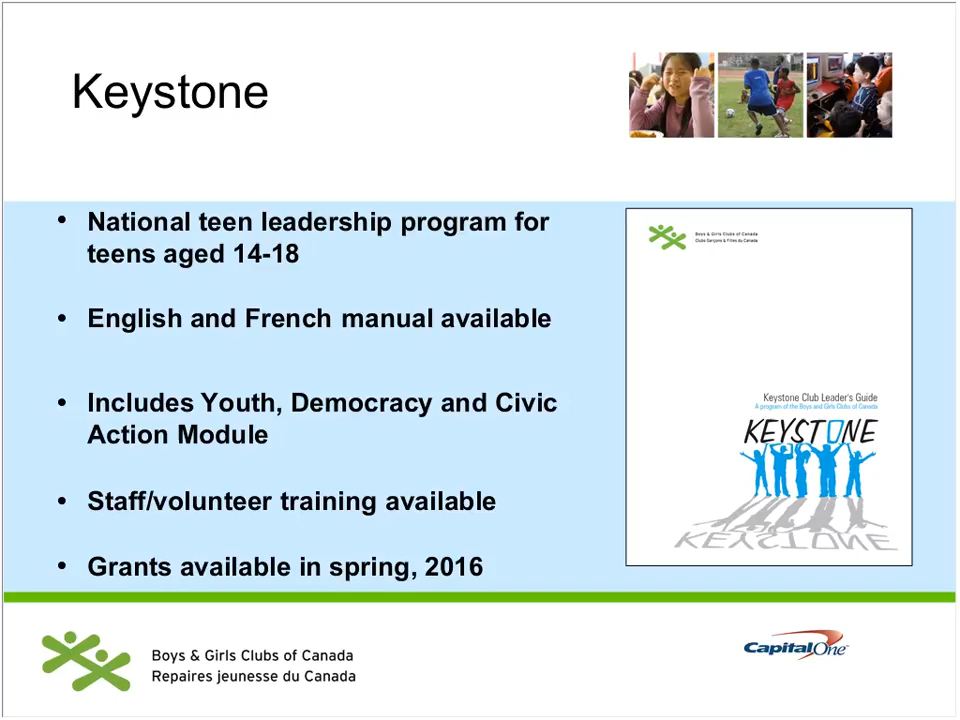 Keystone
• National teen leadership program for
teens aged 14-18
• English and French manual available
• Includes Youth, Democracy and Civic
Action Module
• Staff/volunteer training available
• Grants available in spring, 2016
Boys & Girls Clubs of Canada
Clubs Garçons & Filles du Canada
Keystone Club Leader's Guide
A program of the Boys and Girls Clubs of Canada
KEYSTONE
Boys & Girls Clubs of Canada
Repaires jeunesse du Canada
CapitalOne